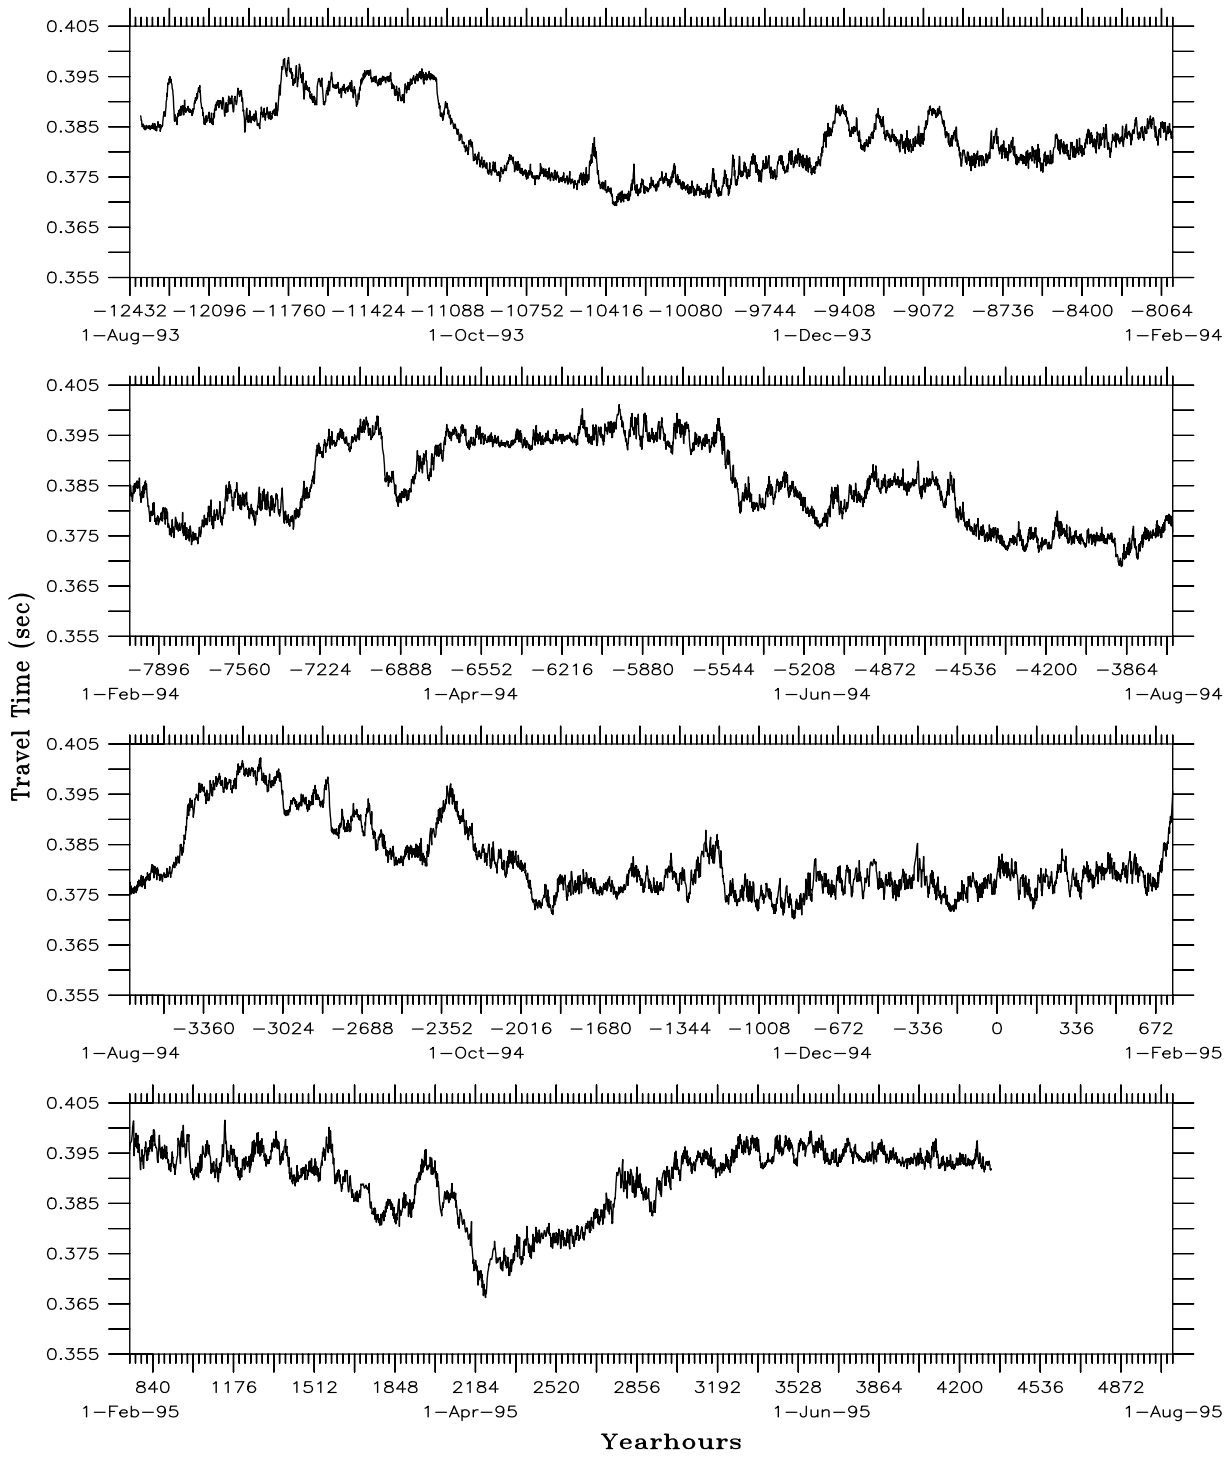 Travel Time (sec)
0.405
0.395
0.385
0.375
0.365
0.355
−12432 −12096 −11760 −11424 −11088 −10752 −10416 −10080 −9744 −9408 −9072 −8736 −8400 −8064
1−Aug−93 1−Oct−93 1−Dec−93 1−Feb−94
0.405
0.395
0.385
0.375
0.365
0.355
−7896 −7560 −7224 −6888 −6552 −6216 −5880 −5544 −5208 −4872 −4536 −4200 −3864
1−Feb−94 1−Apr−94 1−Jun−94 1−Aug−94
0.405
0.395
0.385
0.375
0.365
0.355
−3360 −3024 −2688 −2352 −2016 −1680 −1344 −1008 −672 −336 0 336 672
1−Aug−94 1−Oct−94 1−Dec−94 1−Feb−95
0.405
0.395
0.385
0.375
0.365
0.355
840 1176 1512 1848 2184 2520 2856 3192 3528 3864 4200 4536 4872
1−Feb−95 1−Apr−95 1−Jun−95 1−Aug−95
Yearhours